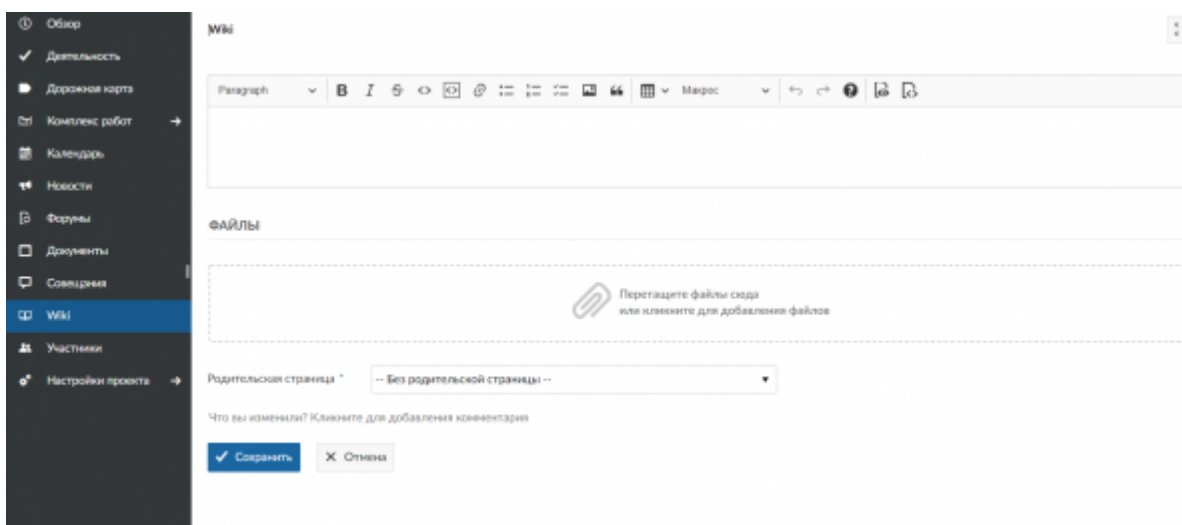 Обзор
Деятельность
Дорожная карта
Комплекс работ
Календарь
Новости
Форумы
Документы
Совещания
Wiki
Участники
Настройки проекта
Wiki
Paragraph
Макрос
ФАЙЛЫ
Перетащите файлы сюда
или кликните для добавления файлов
Родительская страница *
-- Без родительской страницы --
Что вы изменили? Кликните для добавления комментария
Сохранить
Отмена